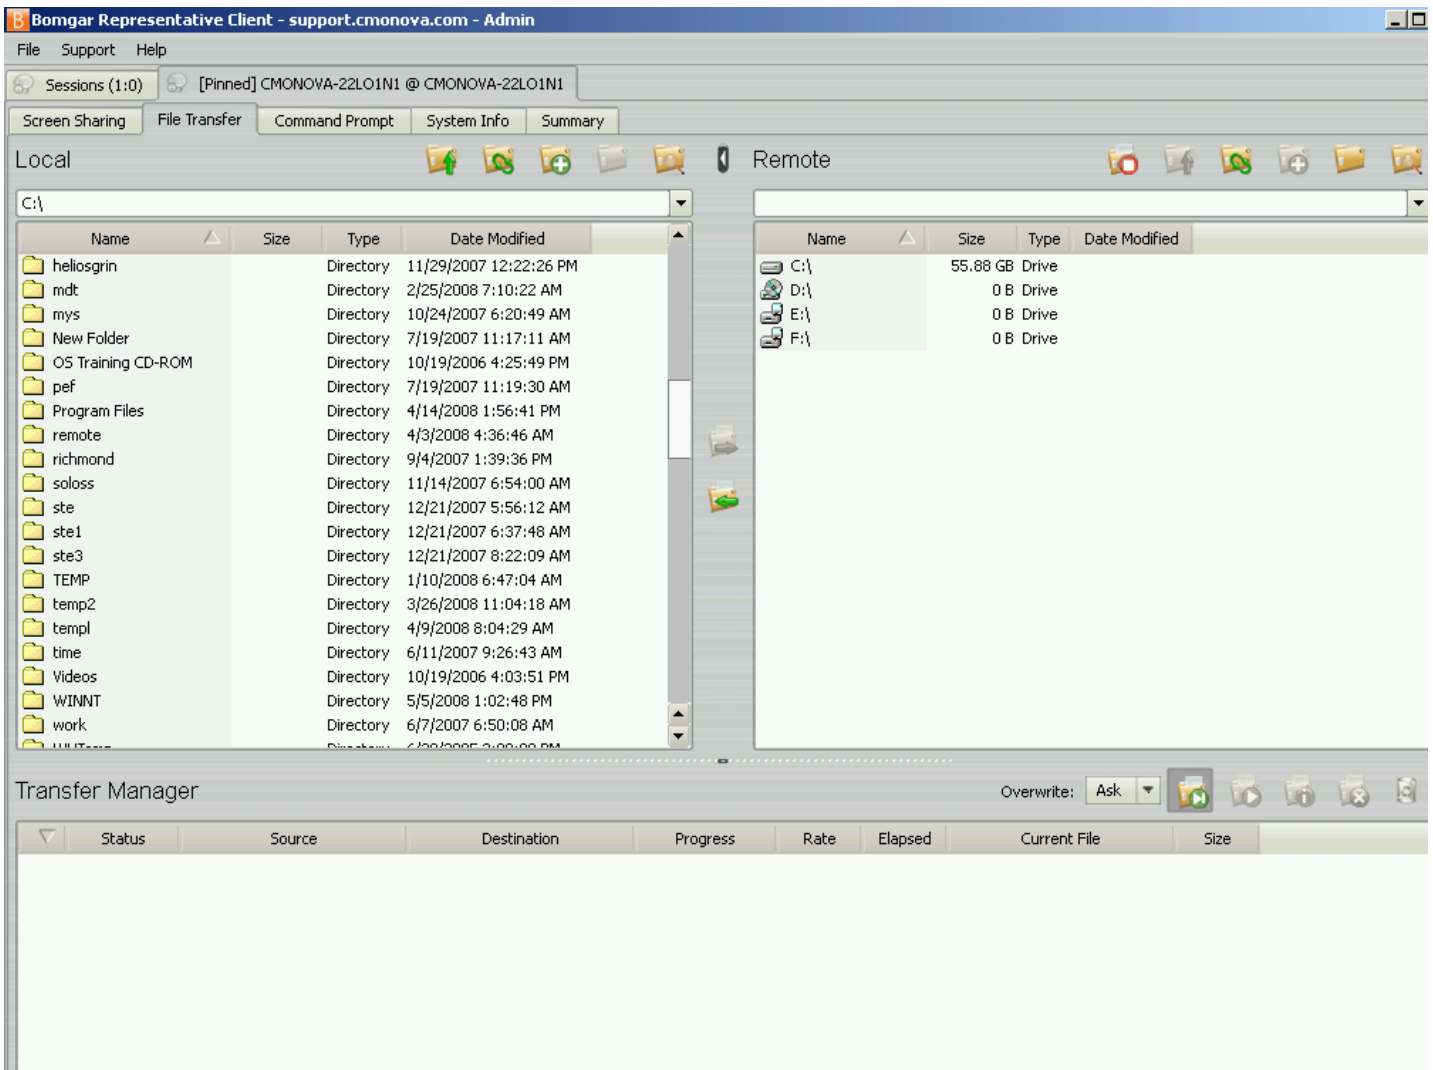 Bomgar Representative Client - support.cmonova.com - Admin
File Support Help
Sessions (1:0) [Pinned] CMONOVA-22LO1N1 @ CMONOVA-22LO1N1
Screen Sharing File Transfer Command Prompt System Info Summary
Local Remote
C:\
Name Size Type Date Modified Name Size Type Date Modified
heliosgrin Directory 11/29/2007 12:22:26 PM C:\ 55.88 GB Drive
mdt Directory 2/25/2008 7:10:22 AM D:\ 0 B Drive
mys Directory 10/24/2007 6:20:49 AM E:\ 0 B Drive
New Folder Directory 7/19/2007 11:17:11 AM F:\ 0 B Drive
OS Training CD-ROM Directory 10/19/2006 4:25:49 PM
pef Directory 7/19/2007 11:19:30 AM
Program Files Directory 4/14/2008 1:56:41 PM
remote Directory 4/3/2008 4:36:46 AM
richmond Directory 9/4/2007 1:39:36 PM
soloss Directory 11/14/2007 6:54:00 AM
ste Directory 12/21/2007 5:56:12 AM
ste1 Directory 12/21/2007 6:37:48 AM
ste3 Directory 12/21/2007 8:22:09 AM
TEMP Directory 1/10/2008 6:47:04 AM
temp2 Directory 3/26/2008 11:04:18 AM
templ Directory 4/9/2008 8:04:29 AM
time Directory 6/11/2007 9:26:43 AM
Videos Directory 10/19/2006 4:03:51 PM
WINNT Directory 5/5/2008 1:02:48 PM
work Directory 6/7/2007 6:50:08 AM
Transfer Manager Overwrite: Ask
Status Source Destination Progress Rate Elapsed Current File Size